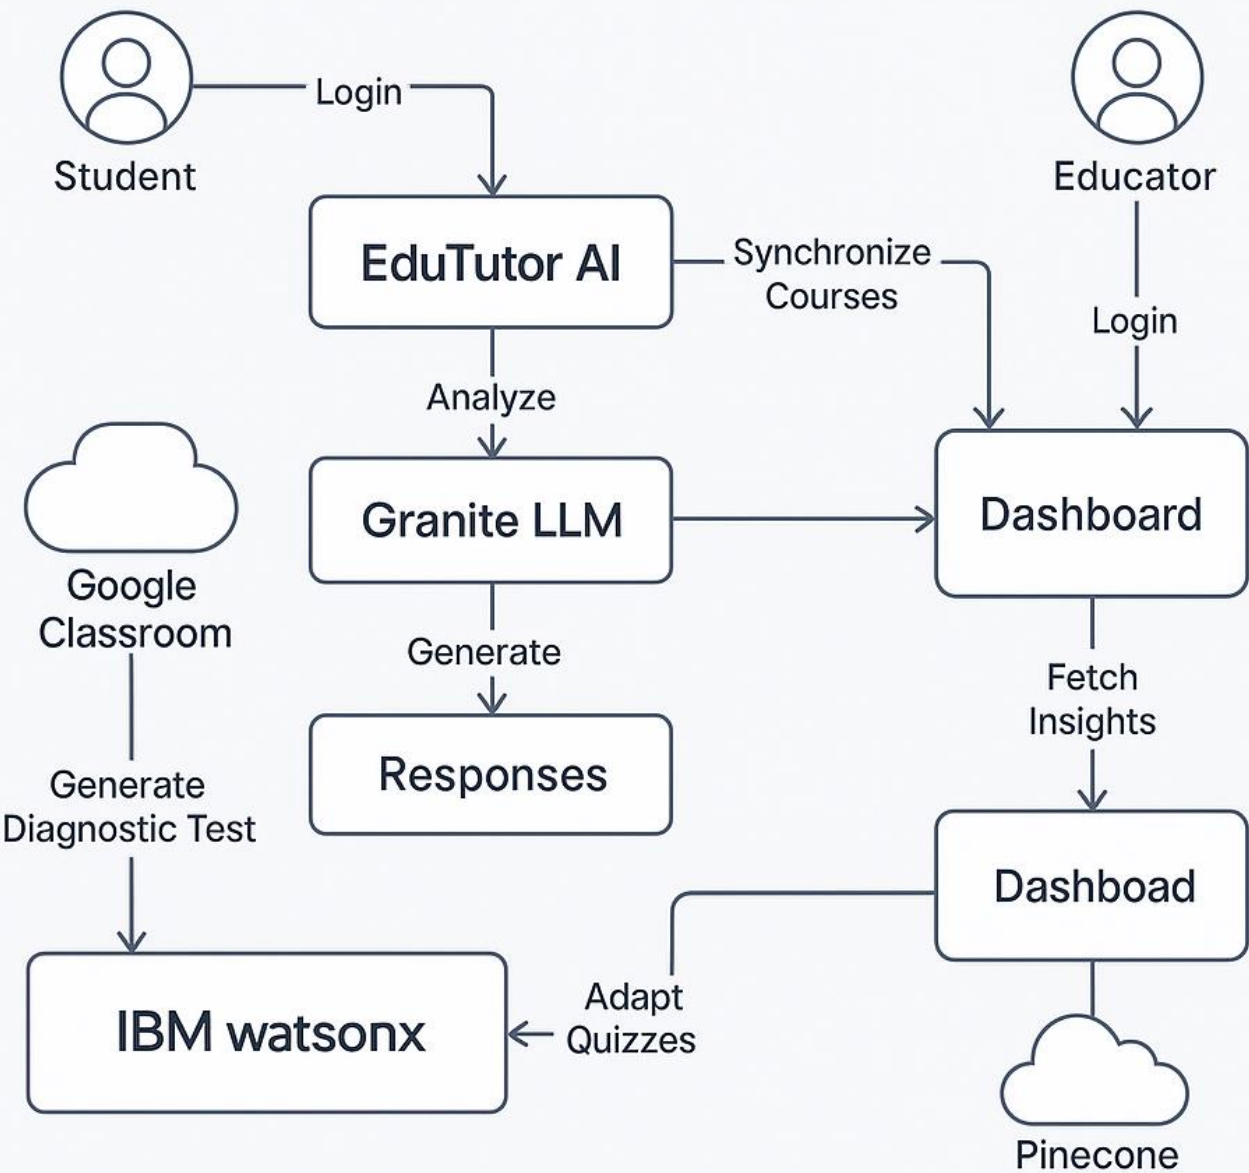 Login
Student
Educator
EduTutor AI
Synchronize
Courses
Login
Analyze
Granite LLM
Dashboard
Google
Classroom
Generate
Fetch
Insights
Responses
Generate
Diagnostic Test
Dashboad
IBM watsonx
Adapt
Quizzes
Pinecone